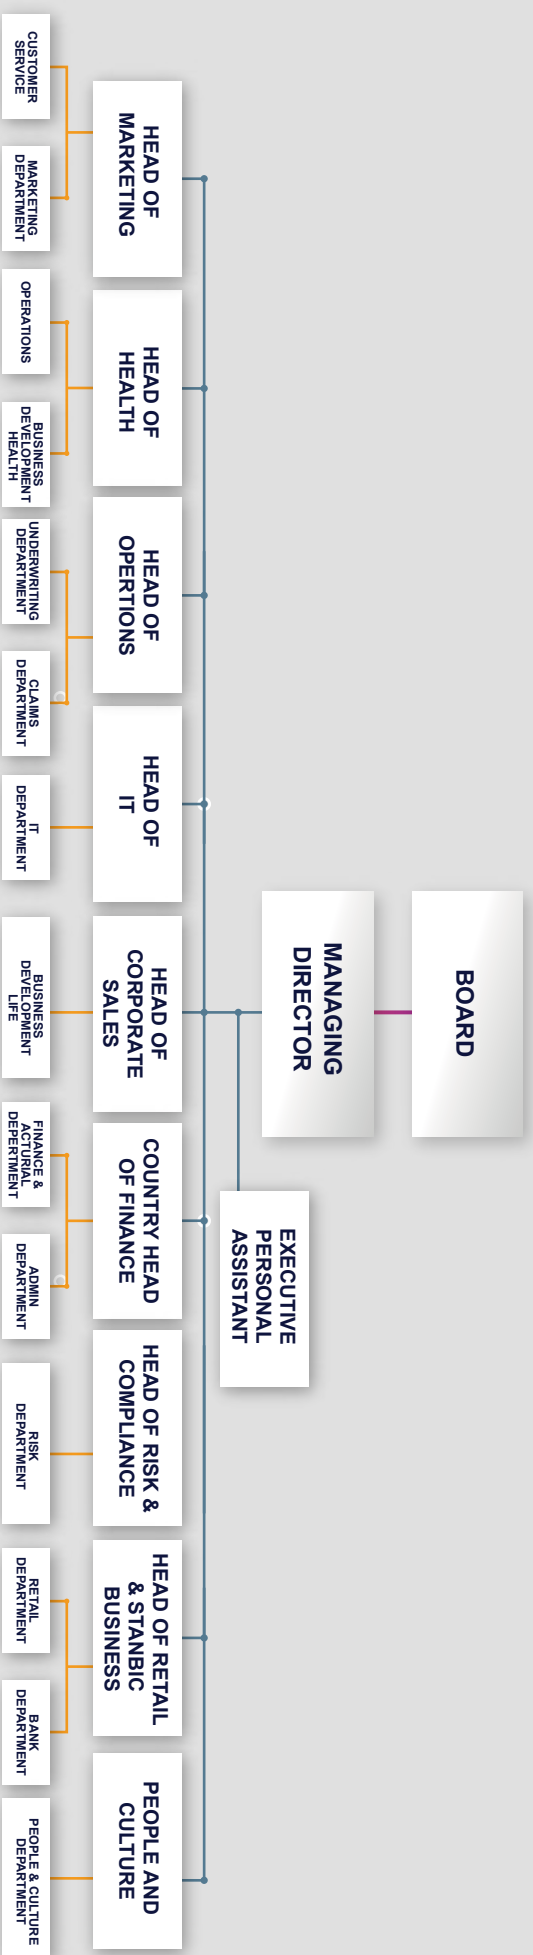 BOARD
MANAGING
DIRECTOR
EXECUTIVE
PERSONAL
ASSISTANT
HEAD OF
MARKETING
HEAD OF
HEALTH
HEAD OF
OPERTIONS
HEAD OF
IT
HEAD OF
CORPORATE
SALES
COUNTRY HEAD
OF FINANCE
HEAD OF RISK &
COMPLIANCE
HEAD OF RETAIL
& STANBIC
BUSINESS
PEOPLE AND
CULTURE
CUSTOMER
SERVICE
MARKETING
DEPARTMENT
OPERATIONS
BUSINESS
DEVELOPMENT
HEALTH
UNDERWRITING
DEPARTMENT
CLAIMS
DEPARTMENT
IT
DEPARTMENT
BUSINESS
DEVELOPMENT
LIFE
FINANCE &
ACTURIAL
DEPERTMENT
ADMIN
DEPARTMENT
RISK
DEPARTMENT
RETAIL
DEPARTMENT
BANK
DEPARTMENT
PEOPLE & CULTURE
DEPARTMENT